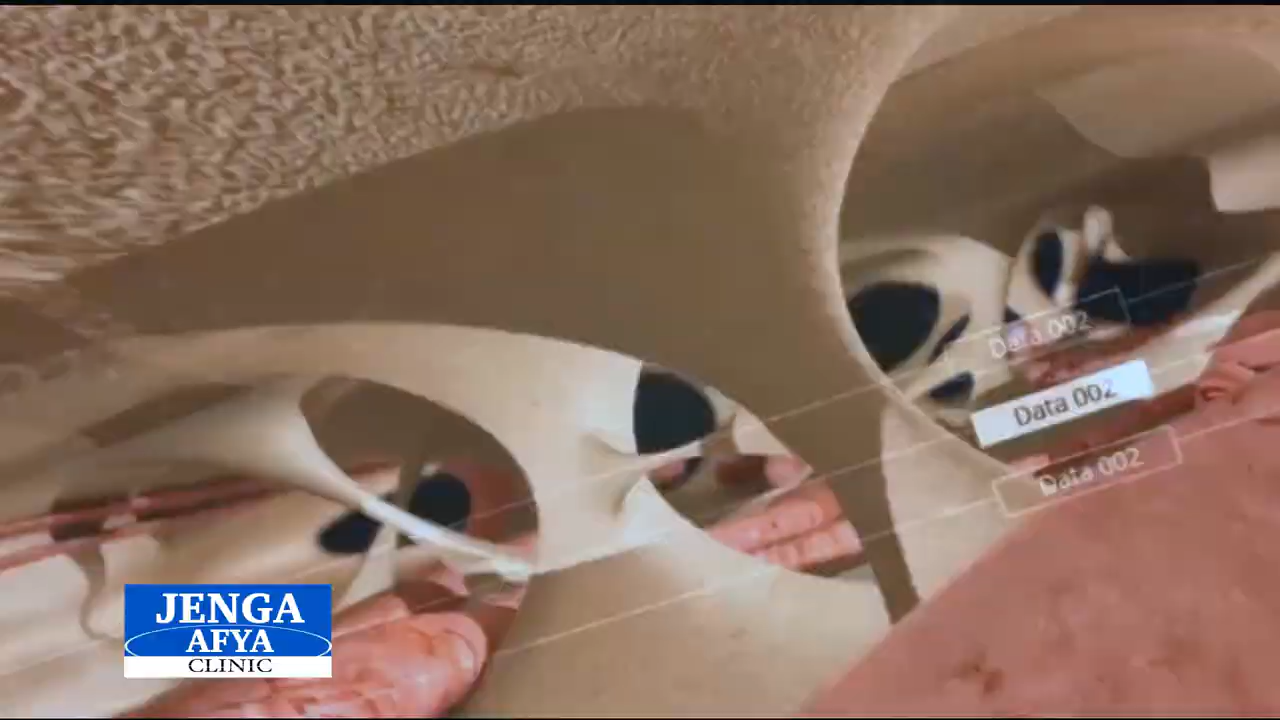 Data 002
Data 002
Data 002
JENGA
AFYA
CLINIC